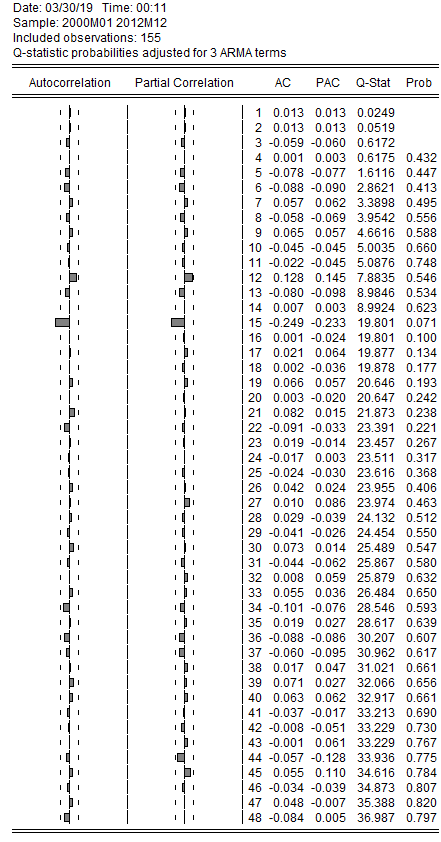 Date: 03/30/19   Time: 00:11
Sample: 2000M01 2012M12
Included observations: 155
Q-statistic probabilities adjusted for 3 ARMA terms
Autocorrelation Partial Correlation AC PAC Q-Stat Prob
1 0.013 0.013 0.0249
2 0.013 0.013 0.0519
3 -0.059 -0.060 0.6172
4 0.001 0.003 0.6175 0.432
5 -0.078 -0.077 1.6116 0.447
6 -0.088 -0.090 2.8621 0.413
7 0.057 0.062 3.3898 0.495
8 -0.058 -0.069 3.9542 0.556
9 0.065 0.057 4.6616 0.588
10 -0.045 -0.045 5.0035 0.660
11 -0.022 -0.045 5.0876 0.748
12 0.128 0.145 7.8835 0.546
13 -0.080 -0.098 8.9846 0.534
14 0.007 0.003 8.9924 0.623
15 -0.249 -0.233 19.801 0.071
16 0.001 -0.024 19.801 0.100
17 0.021 0.064 19.877 0.134
18 0.002 -0.036 19.878 0.177
19 0.066 0.057 20.646 0.193
20 0.003 -0.020 20.647 0.242
21 0.082 0.015 21.873 0.238
22 -0.091 -0.033 23.391 0.221
23 0.019 -0.014 23.457 0.267
24 -0.017 0.003 23.511 0.317
25 -0.024 -0.030 23.616 0.368
26 0.042 0.024 23.955 0.406
27 0.010 0.086 23.974 0.463
28 0.029 -0.039 24.132 0.512
29 -0.041 -0.026 24.454 0.550
30 0.073 0.014 25.489 0.547
31 -0.044 -0.062 25.867 0.580
32 0.008 0.059 25.879 0.632
33 0.055 0.036 26.484 0.650
34 -0.101 -0.076 28.546 0.593
35 0.019 0.027 28.617 0.639
36 -0.088 -0.086 30.207 0.607
37 -0.060 -0.095 30.962 0.617
38 0.017 0.047 31.021 0.661
39 0.071 0.027 32.066 0.656
40 0.063 0.062 32.917 0.661
41 -0.037 -0.017 33.213 0.690
42 -0.008 -0.051 33.229 0.730
43 -0.001 0.061 33.229 0.767
44 -0.057 -0.128 33.936 0.775
45 0.055 0.110 34.616 0.784
46 -0.034 -0.039 34.873 0.807
47 0.048 -0.007 35.388 0.820
48 -0.084 0.005 36.987 0.797